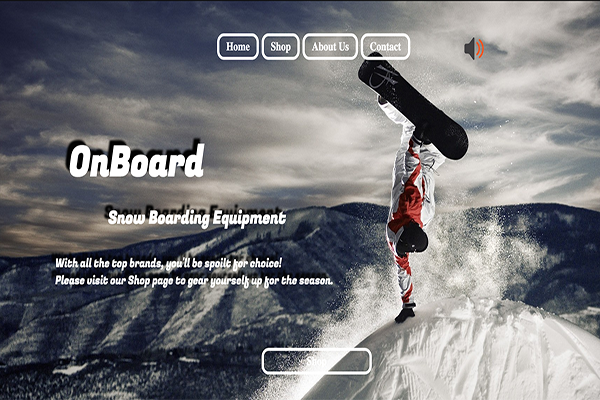 Home Shop About Us Contact
OnBoard
Snow Boarding Equipment
With all the top brands, you'll be spoilt for choice!
Please visit our Shop page to gear yourself up for the season.